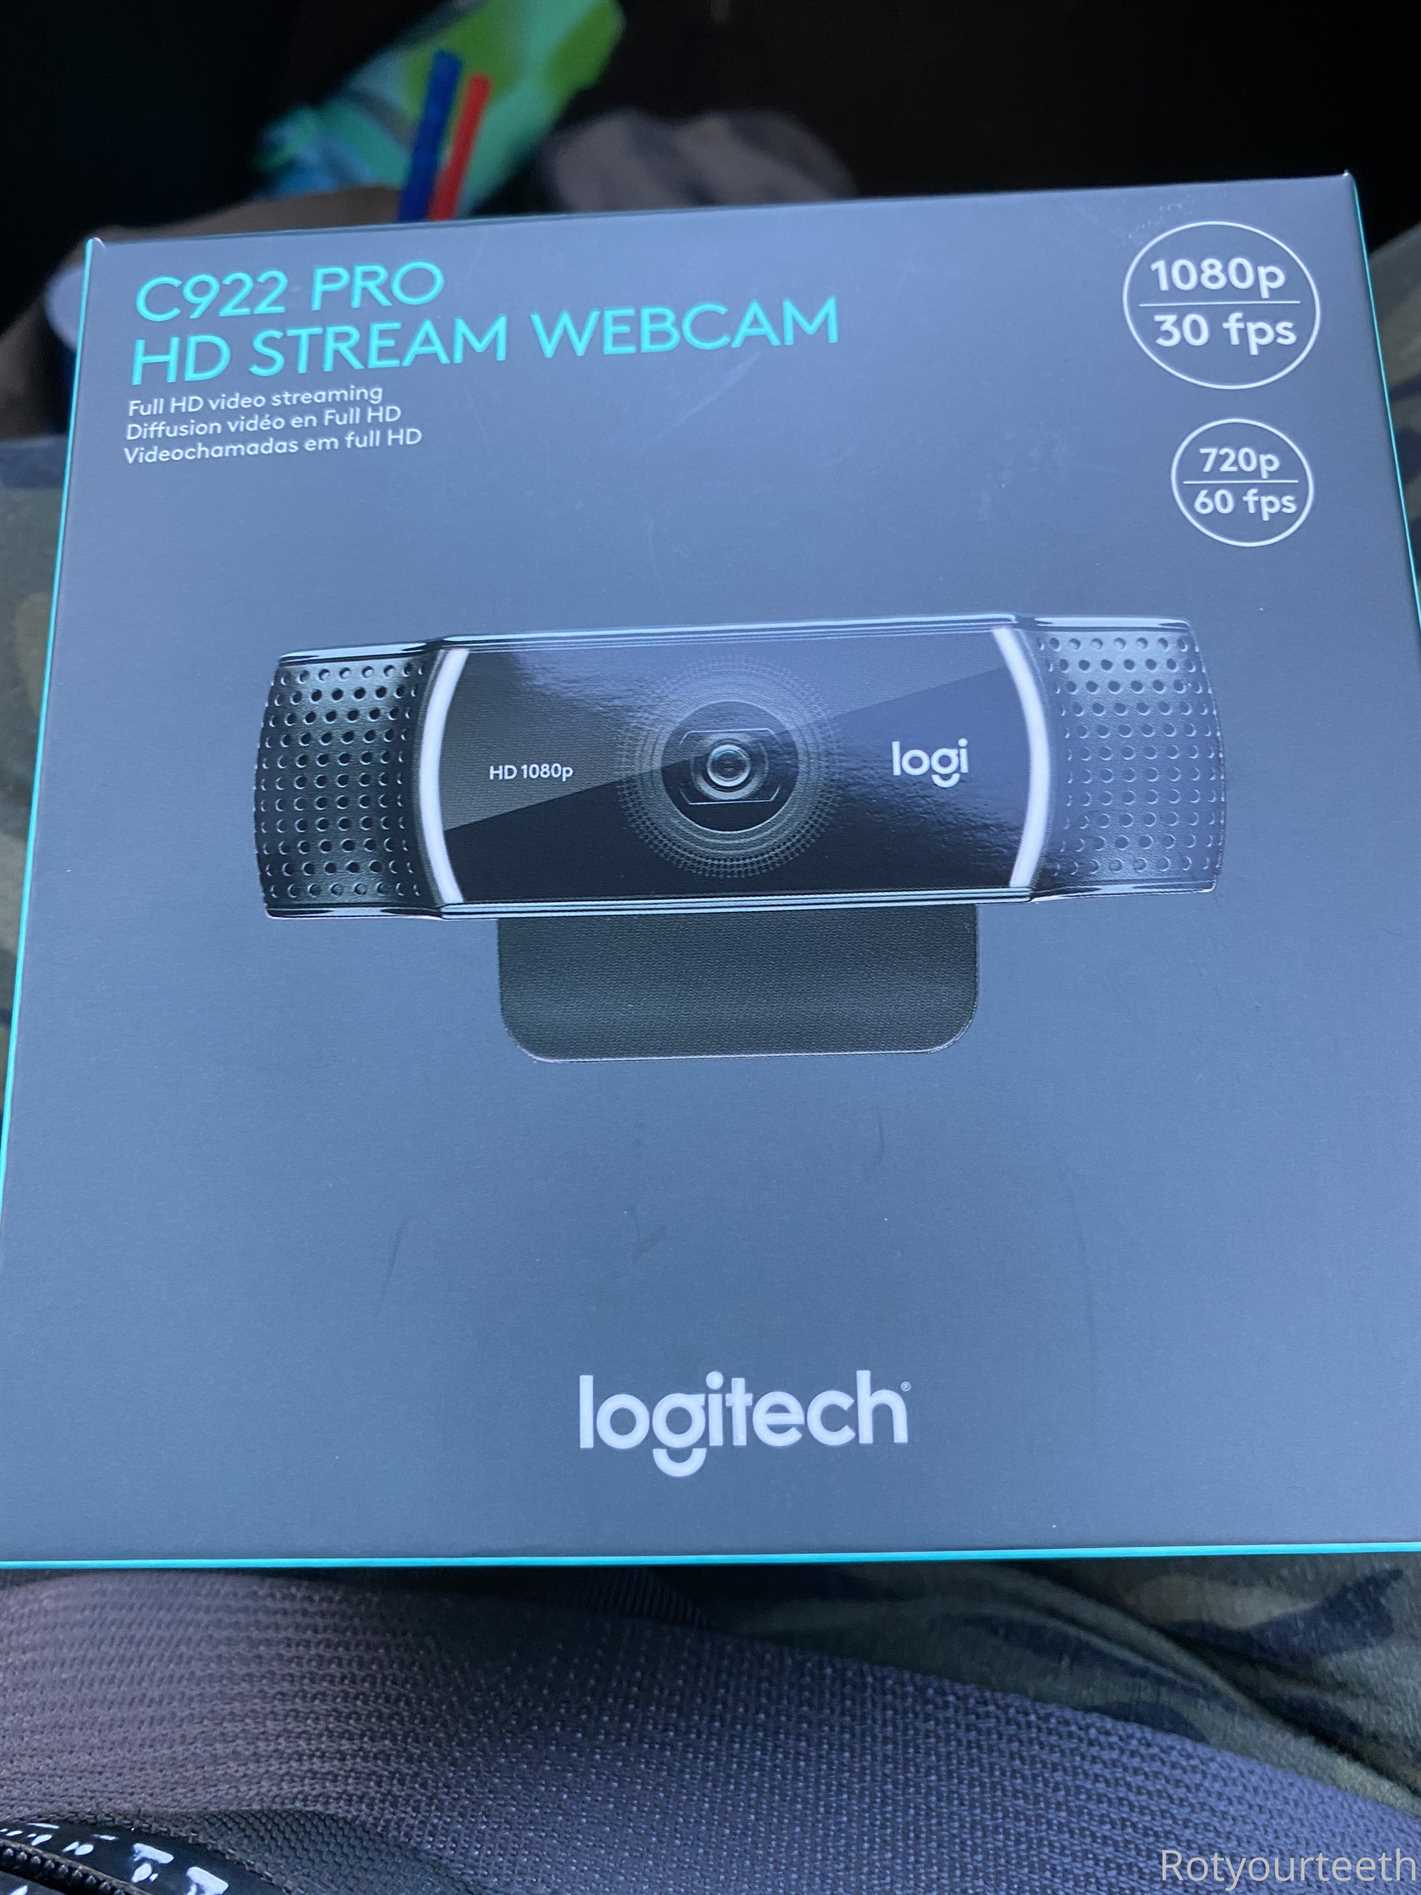 C922 PRO
HD STREAM WEBCAM
Full HD video streaming
Diffusion vidéo en Full HD
Videochamadas em full HD
1080p
30 fps
720p
60 fps
HD 1080p
logi
logitech®
Rotyourteeth